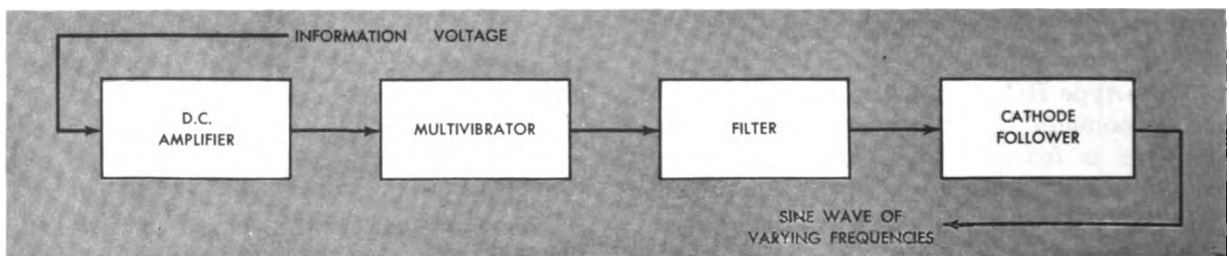 INFORMATION VOLTAGE
D.C.
AMPLIFIER
MULTIVIBRATOR
FILTER
CATHODE
FOLLOWER
SINE WAVE OF
VARYING FREQUENCIES